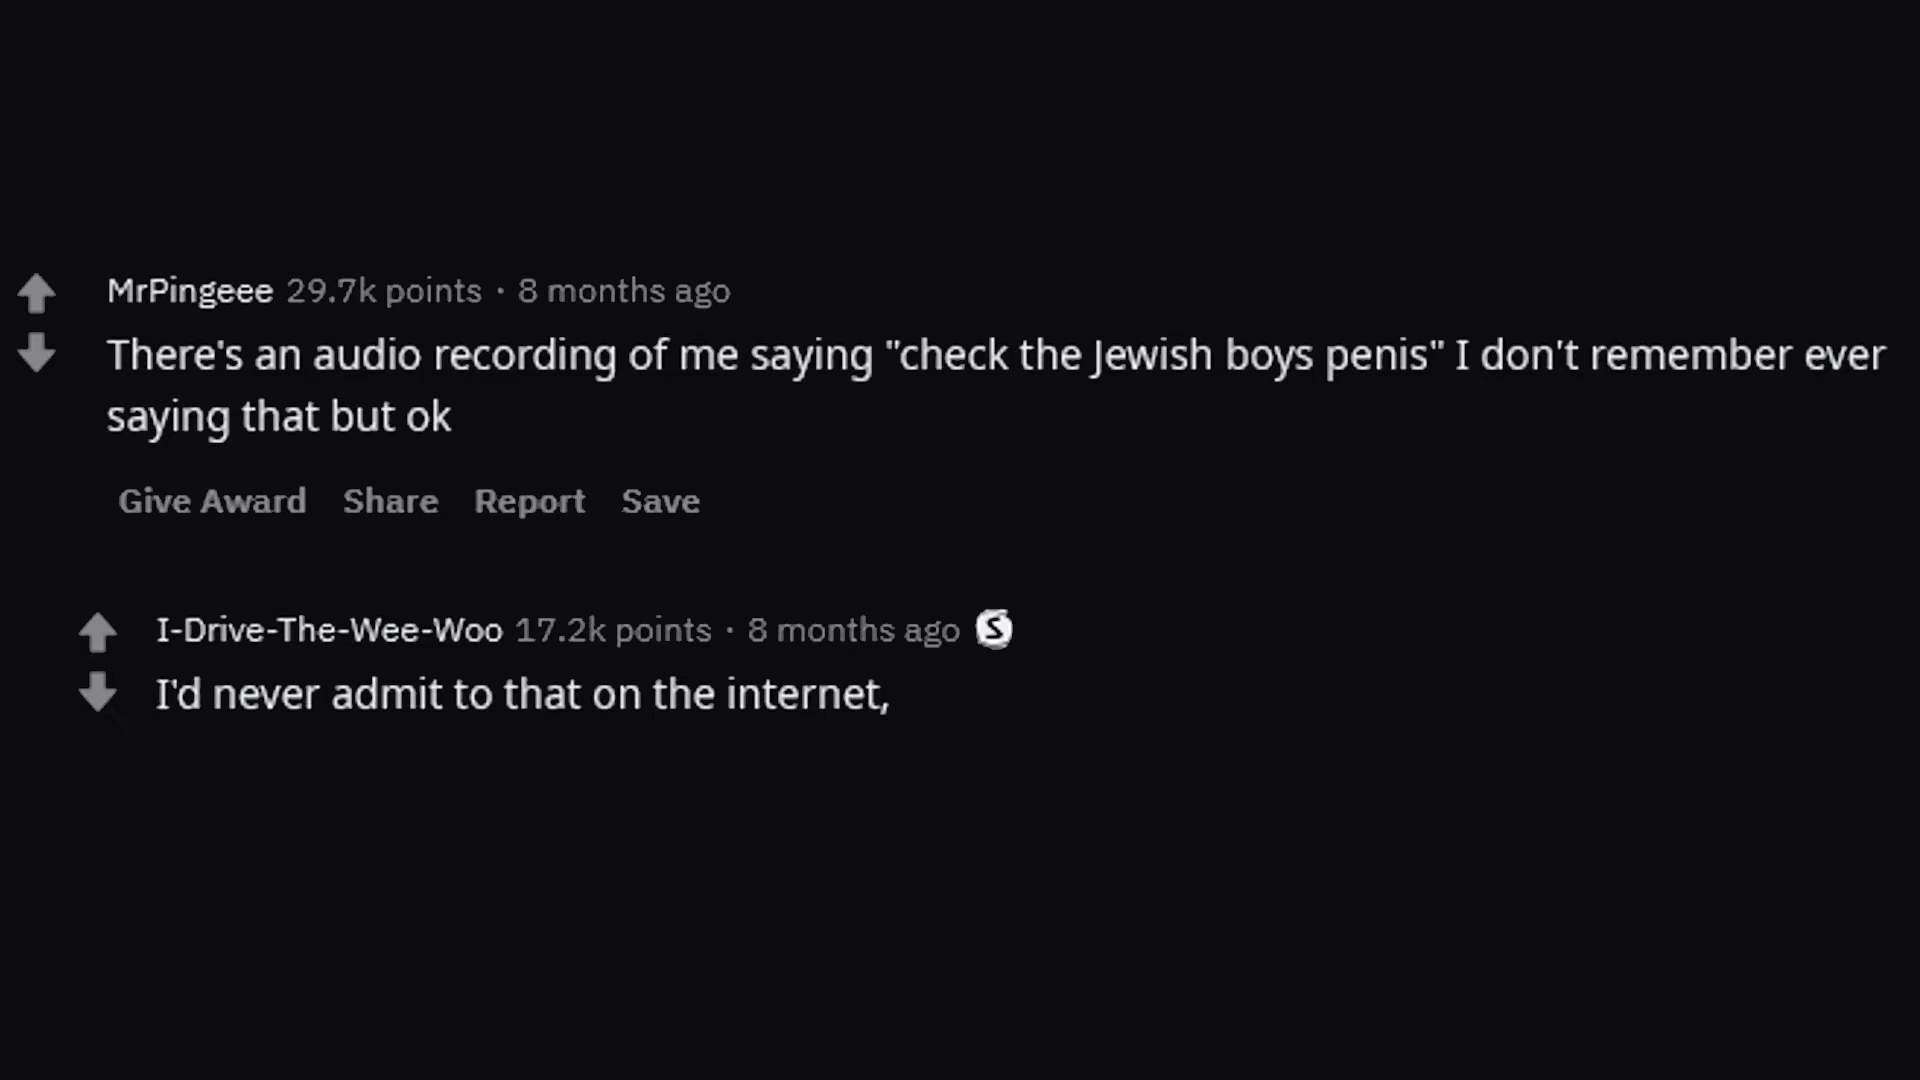 MrPingeee 29.7k points · 8 months ago
There's an audio recording of me saying "check the Jewish boys penis" I don't remember ever
saying that but ok
Give Award Share Report Save
I-Drive-The-Wee-Woo 17.2k points · 8 months ago S
I'd never admit to that on the internet,